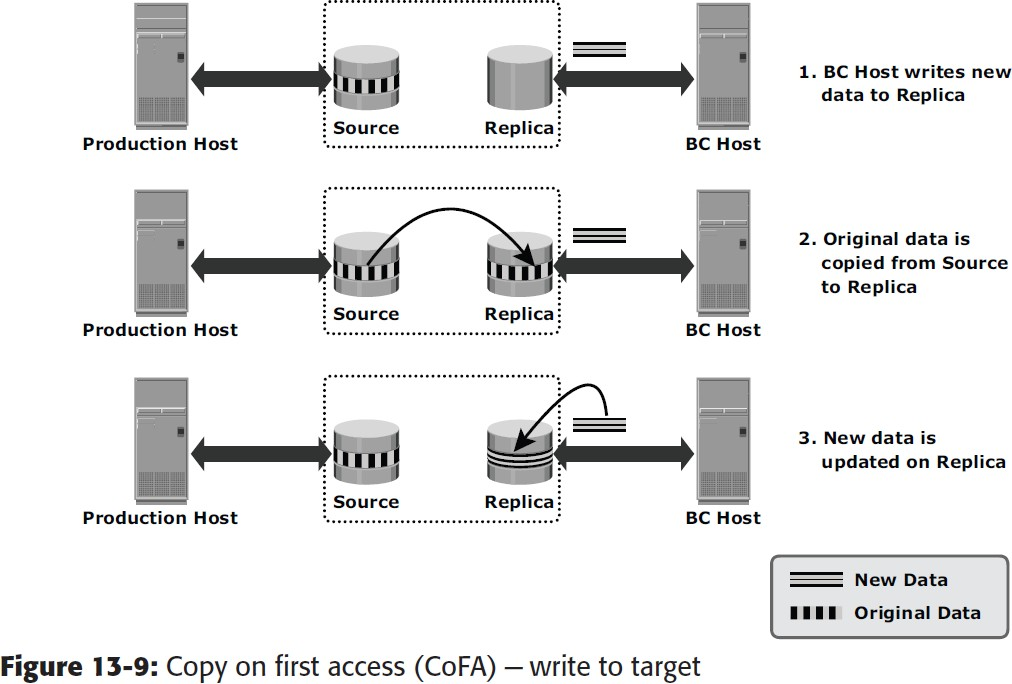 Source Replica
Production Host BC Host
1. BC Host writes new
data to Replica
Source Replica
Production Host BC Host
2. Original data is
copied from Source
to Replica
Source Replica
Production Host BC Host
3. New data is
updated on Replica
New Data
Original Data
Figure 13-9: Copy on first access (CoFA) — write to target